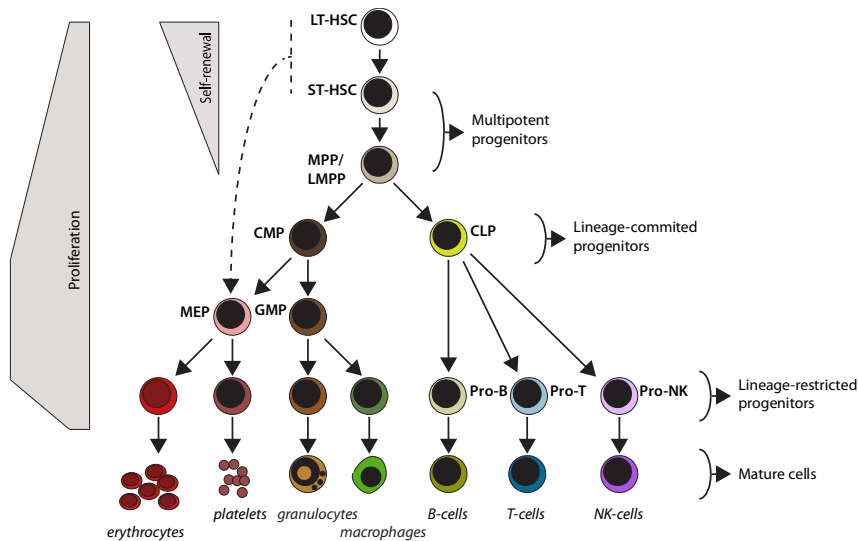 LT-HSC
Self-renewal
ST-HSC
Multipotent
progenitors
MPP/
LMPP
Proliferation
CMP
CLP
Lineage-commited
progenitors
MEP
GMP
Pro-B
Pro-T
Pro-NK
Lineage-restricted
progenitors
Mature cells
erythrocytes
platelets
granulocytes
macrophages
B-cells
T-cells
NK-cells